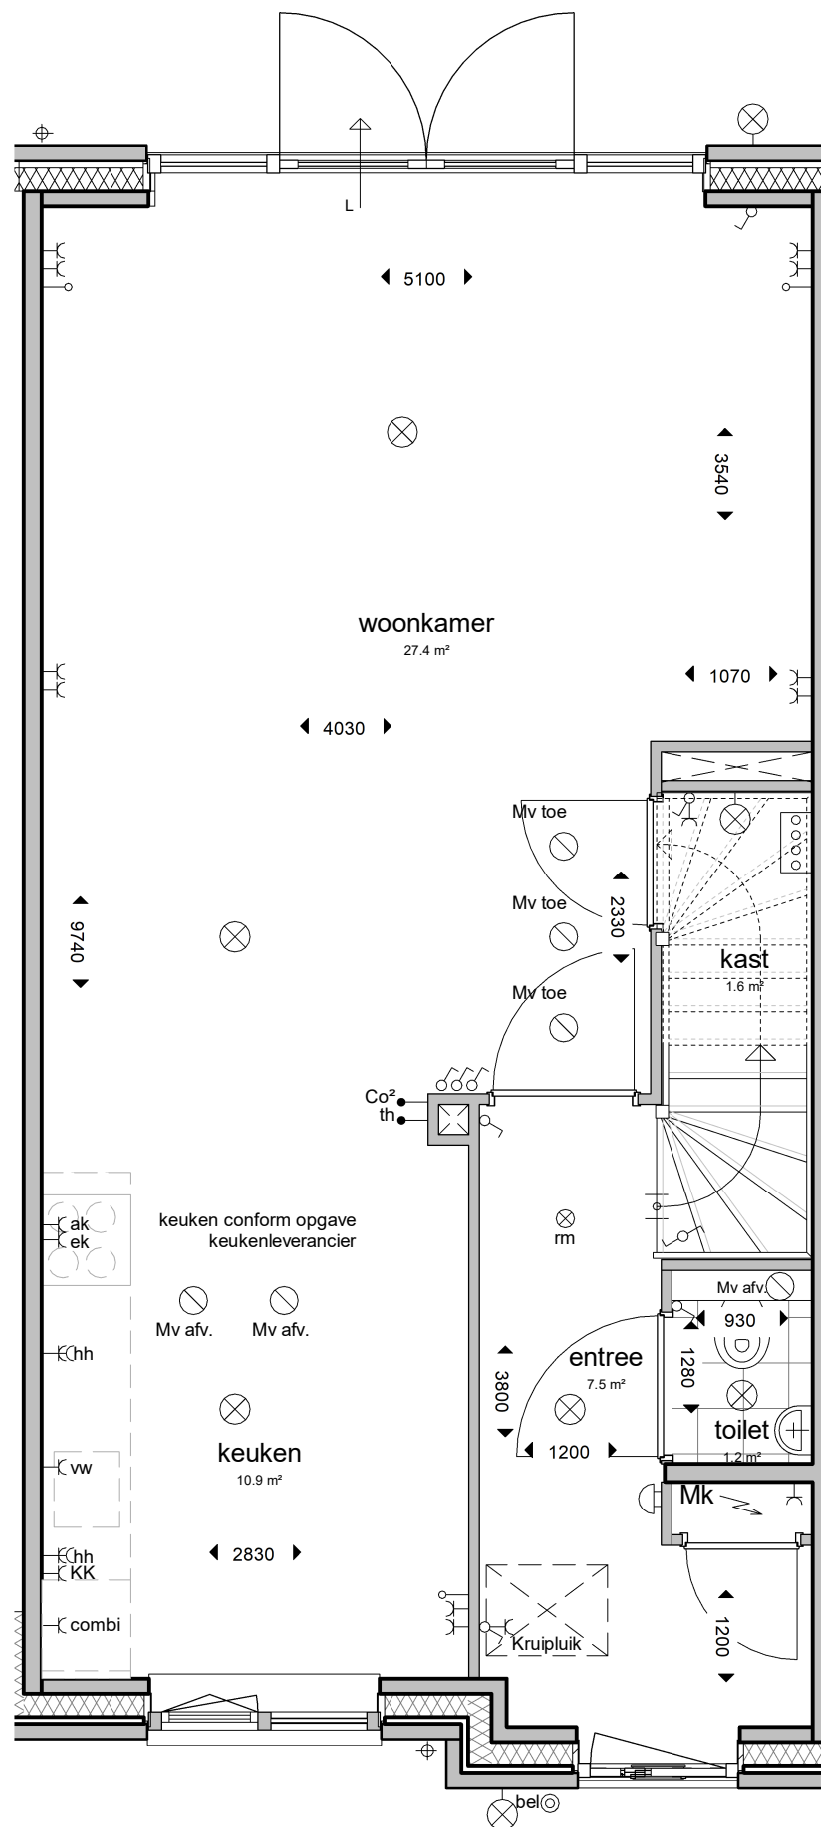 L
5100
3540
woonkamer
27.4 m²
1070
4030
Mv toe
2330
Mv toe
9740
kast
1.6 m²
Mv toe
Co²
th
keuken conform opgave
keukenleverancier
ak
ek
rm
Mv afv.
Mv afv.
Mv afv.
930
1280
hh
entree
7.5 m²
3800
toilet
1.2 m²
keuken
10.9 m²
1200
vw
Mk
hh
KK
2830
combi
Kruipluik
1200
bel